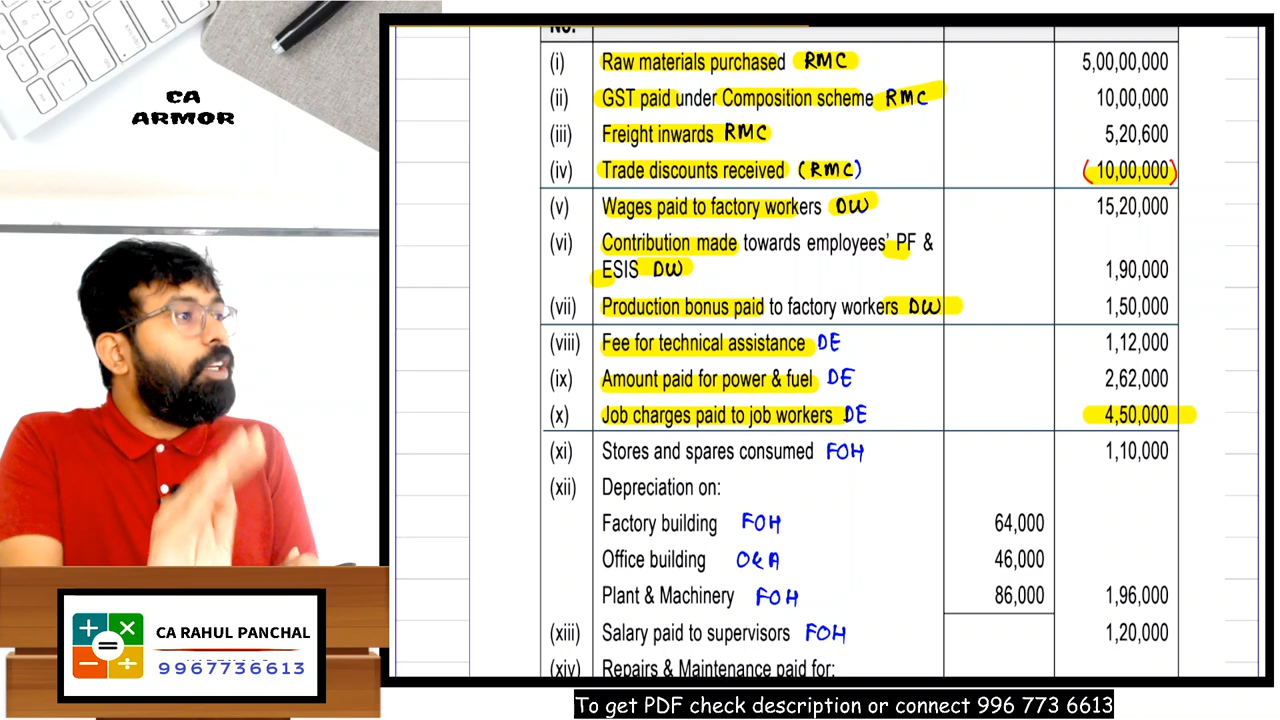 CA
ARMOR
No.
(i) Raw materials purchased RMC 5,00,00,000
(ii) GST paid under Composition scheme RMC 10,00,000
(iii) Freight inwards RMC 5,20,600
(iv) Trade discounts received (RMC) (10,00,000)
(v) Wages paid to factory workers DW 15,20,000
(vi) Contribution made towards employees' PF &
ESIS DW 1,90,000
(vii) Production bonus paid to factory workers DW 1,50,000
(viii) Fee for technical assistance DE 1,12,000
(ix) Amount paid for power & fuel DE 2,62,000
(x) Job charges paid to job workers DE 4,50,000
(xi) Stores and spares consumed FOH 1,10,000
(xii) Depreciation on:
Factory building FOH 64,000
Office building O&A 46,000
Plant & Machinery FOH 86,000 1,96,000
(xiii) Salary paid to supervisors FOH 1,20,000
(xiv) Repairs & Maintenance paid for:
CA RAHUL PANCHAL
9967736613
To get PDF check description or connect 996 773 6613